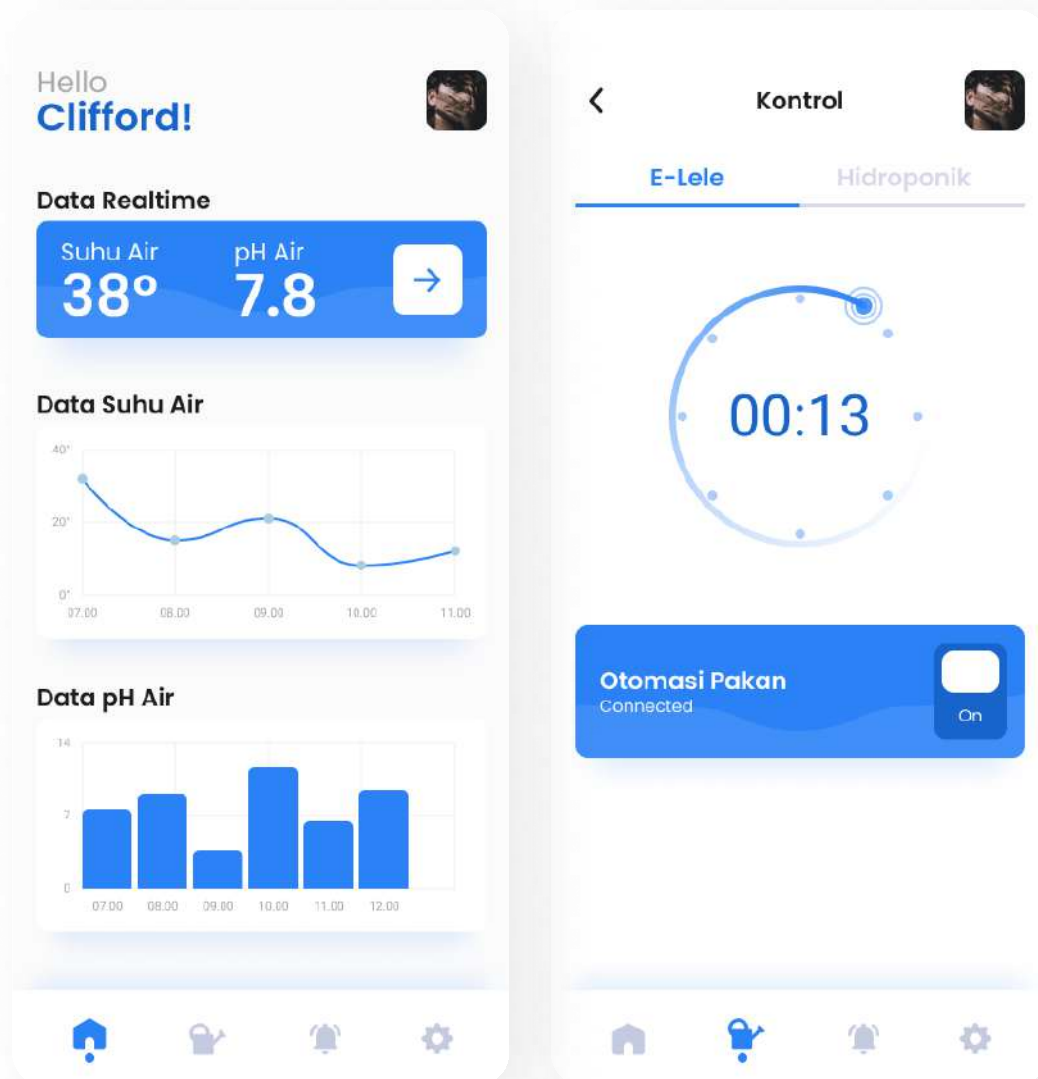 Hello
Clifford!
Data Realtime
Suhu Air pH Air
38° 7.8
Data Suhu Air
40°
20°
0°
07.00 08.00 09.00 10.00 11.00
Data pH Air
14
7
0
07.00 08.00 09.00 10.00 11.00 12.00
Kontrol
E-Lele Hidroponik
00:13
Otomasi Pakan
Connected
On